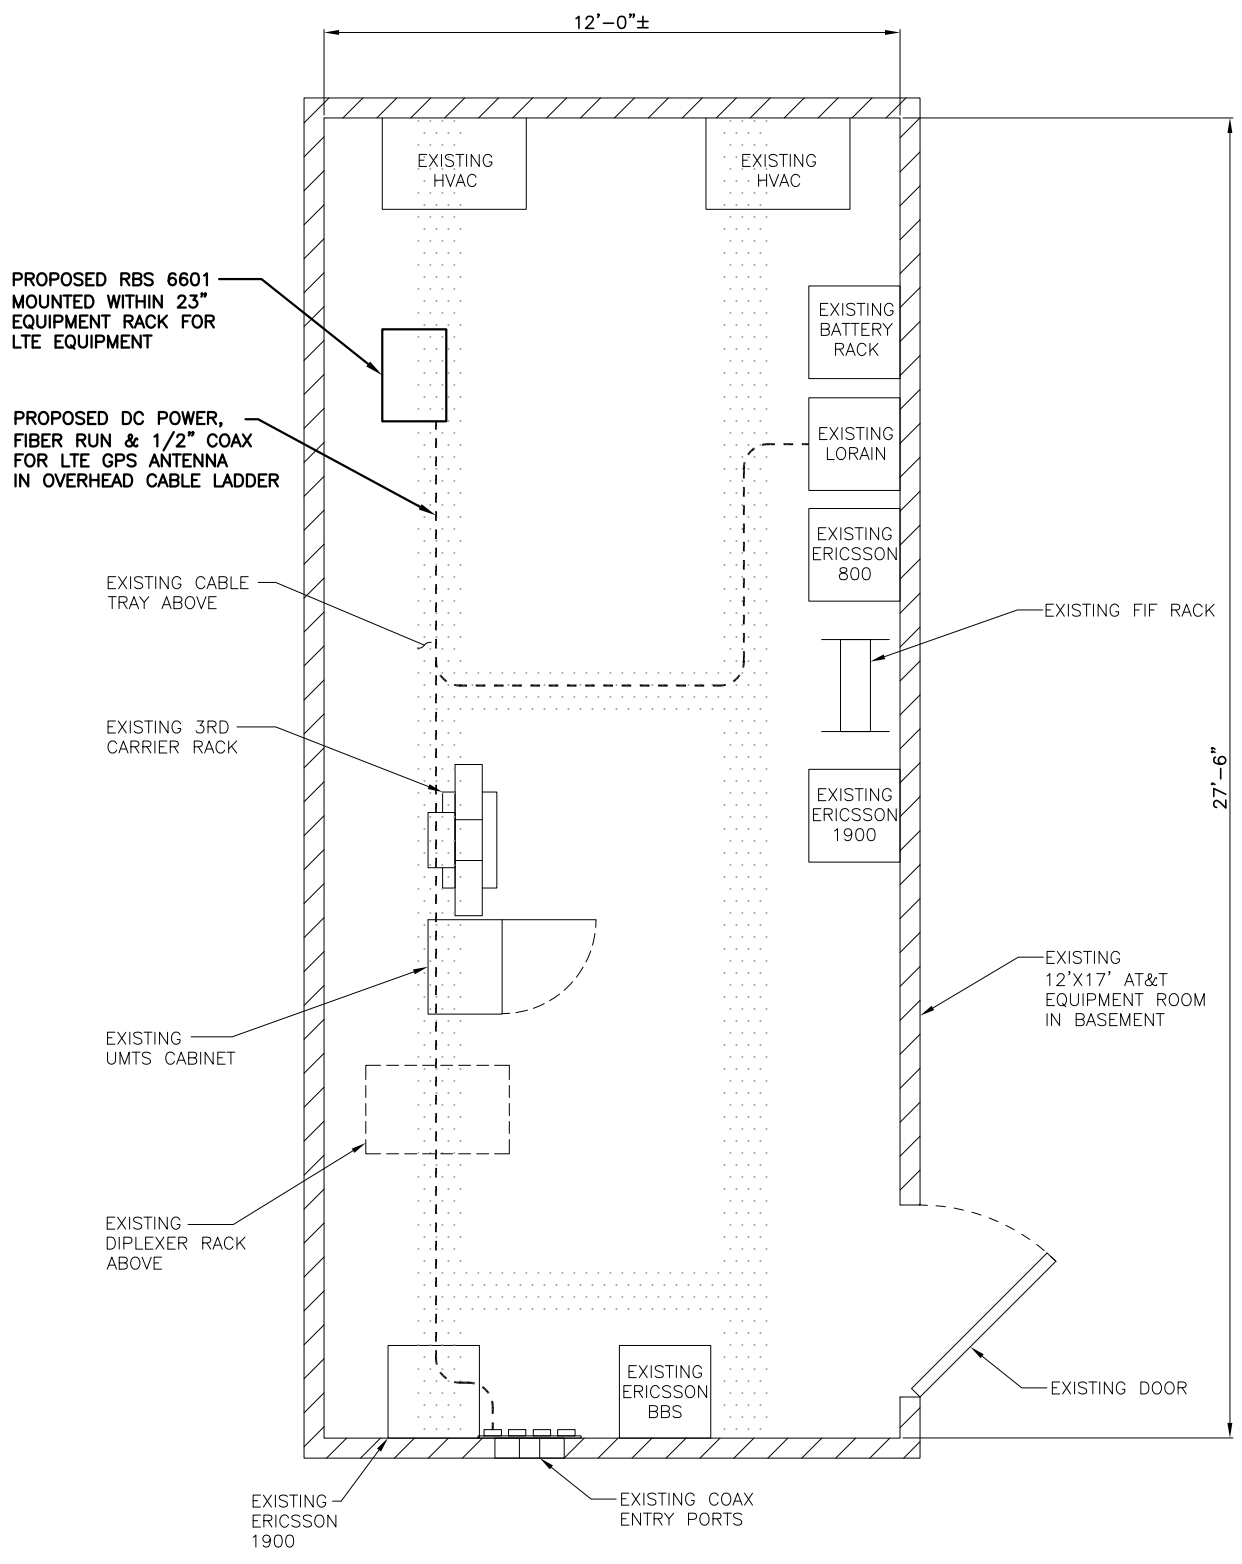 12'-0"±
EXISTING
HVAC
EXISTING
HVAC
PROPOSED RBS 6601
MOUNTED WITHIN 23"
EQUIPMENT RACK FOR
LTE EQUIPMENT
EXISTING
BATTERY
RACK
PROPOSED DC POWER,
FIBER RUN & 1/2" COAX
FOR LTE GPS ANTENNA
IN OVERHEAD CABLE LADDER
EXISTING
LORAIN
EXISTING
ERICSSON
800
EXISTING CABLE
TRAY ABOVE
EXISTING FIF RACK
EXISTING 3RD
CARRIER RACK
27'-6"
EXISTING
ERICSSON
1900
EXISTING
12'X17' AT&T
EQUIPMENT ROOM
IN BASEMENT
EXISTING
UMTS CABINET
EXISTING
DIPLEXER RACK
ABOVE
EXISTING
ERICSSON
BBS
EXISTING DOOR
EXISTING
ERICSSON
1900
EXISTING COAX
ENTRY PORTS